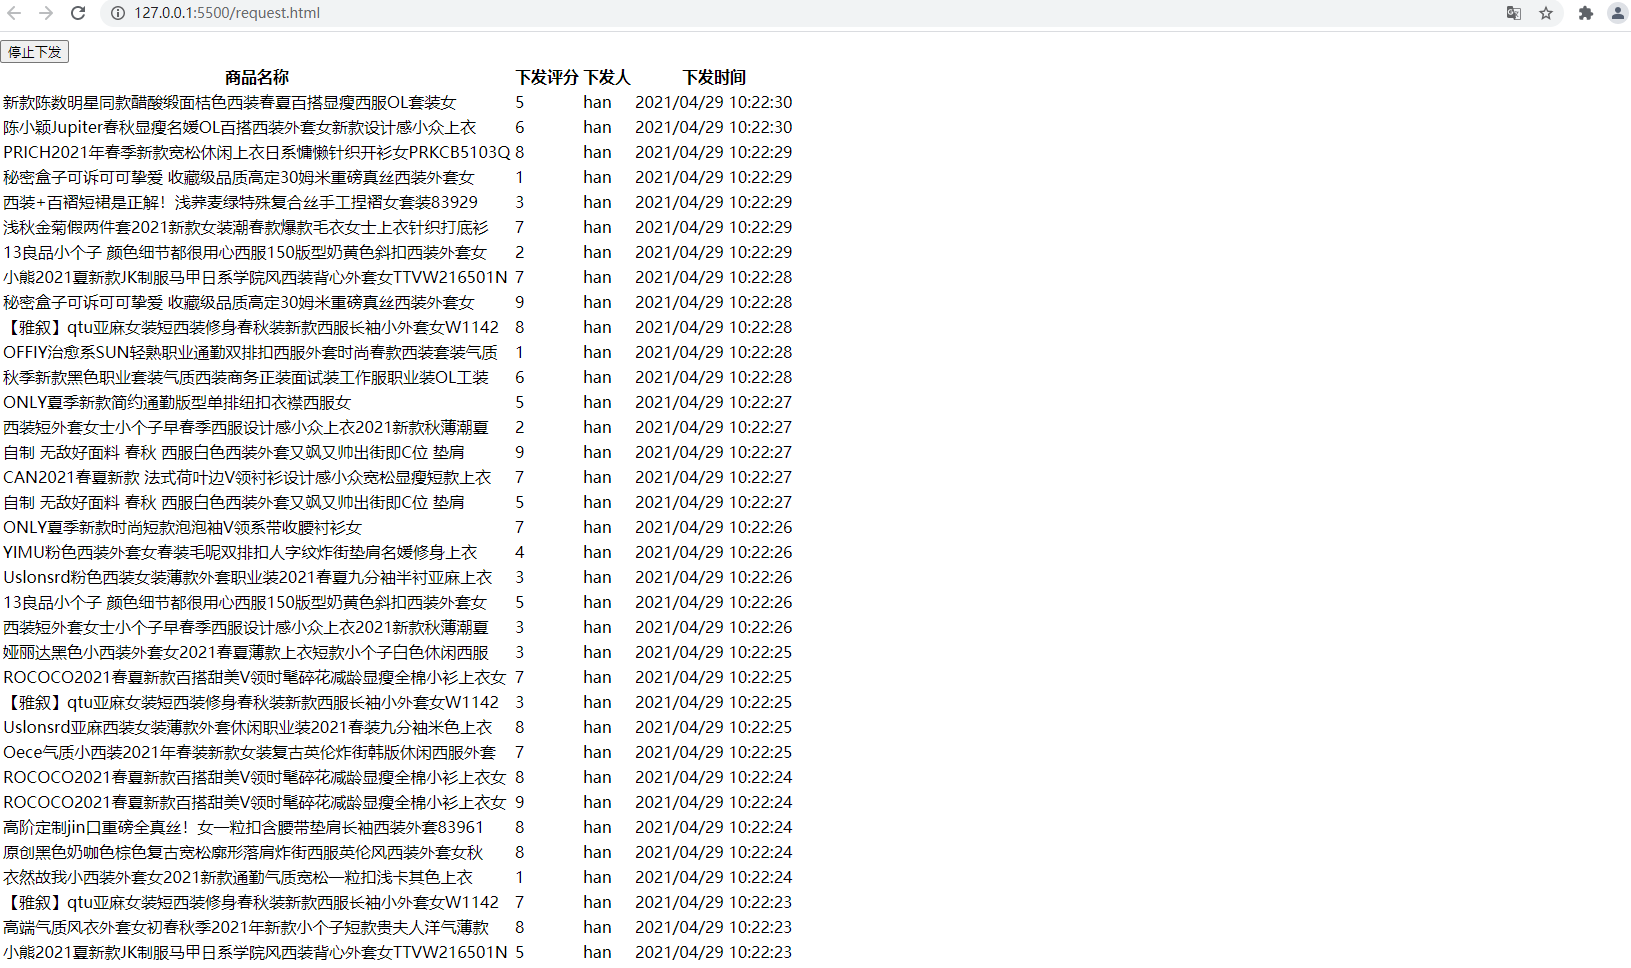 127.0.0.1:5500/request.html
停止下发
商品名称 下发评分 下发人 下发时间
新款陈数明星同款醋酸缎面桔色西装春夏百搭显瘦西服OL套装女 5 han 2021/04/29 10:22:30
陈小颖Jupiter春秋显瘦名媛OL百搭西装外套女新款设计感小众上衣 6 han 2021/04/29 10:22:30
PRICH2021年春季新款宽松休闲上衣日系慵懒针织开衫女PRKCB5103Q 8 han 2021/04/29 10:22:29
秘密盒子可诉可可挚爱 收藏级品质高定30姆米重磅真丝西装外套女 1 han 2021/04/29 10:22:29
西装+百褶短裙是正解！浅荞麦绿特殊复合丝手工捏褶女套装83929 3 han 2021/04/29 10:22:29
浅秋金菊假两件套2021新款女装潮春款爆款毛衣女士上衣针织打底衫 7 han 2021/04/29 10:22:29
13良品小个子 颜色细节都很用心西服150版型奶黄色斜扣西装外套女 2 han 2021/04/29 10:22:29
小熊2021夏新款JK制服马甲日系学院风西装背心外套女TTVW216501N 7 han 2021/04/29 10:22:28
秘密盒子可诉可可挚爱 收藏级品质高定30姆米重磅真丝西装外套女 9 han 2021/04/29 10:22:28
【雅叙】qtu亚麻女装短西装修身春秋装新款西服长袖小外套女W1142 8 han 2021/04/29 10:22:28
OFFIY治愈系SUN轻熟职业通勤双排扣西服外套时尚春款西装套装气质 1 han 2021/04/29 10:22:28
秋季新款黑色职业套装气质西装商务正装面试装工作服职业装OL工装 6 han 2021/04/29 10:22:28
ONLY夏季新款简约通勤版型单排纽扣衣襟西服女 5 han 2021/04/29 10:22:27
西装短外套女士小个子早春季西服设计感小众上衣2021新款秋薄潮夏 2 han 2021/04/29 10:22:27
自制 无敌好面料 春秋 西服白色西装外套又飒又帅出街即C位 垫肩 9 han 2021/04/29 10:22:27
CAN2021春夏新款 法式荷叶边V领衬衫设计感小众宽松显瘦短款上衣 7 han 2021/04/29 10:22:27
自制 无敌好面料 春秋 西服白色西装外套又飒又帅出街即C位 垫肩 5 han 2021/04/29 10:22:27
ONLY夏季新款时尚短款泡泡袖V领系带收腰衬衫女 7 han 2021/04/29 10:22:26
YIMU粉色西装外套女春装毛呢双排扣人字纹炸街垫肩名媛修身上衣 4 han 2021/04/29 10:22:26
Uslonsrd粉色西装女装薄款外套职业装2021春夏九分袖半衬亚麻上衣 3 han 2021/04/29 10:22:26
13良品小个子 颜色细节都很用心西服150版型奶黄色斜扣西装外套女 5 han 2021/04/29 10:22:26
西装短外套女士小个子早春季西服设计感小众上衣2021新款秋薄潮夏 3 han 2021/04/29 10:22:26
娅丽达黑色小西装外套女2021春夏薄款上衣短款小个子白色休闲西服 3 han 2021/04/29 10:22:25
ROCOCO2021春夏新款百搭甜美V领时髦碎花减龄显瘦全棉小衫上衣女 7 han 2021/04/29 10:22:25
【雅叙】qtu亚麻女装短西装修身春秋装新款西服长袖小外套女W1142 3 han 2021/04/29 10:22:25
Uslonsrd亚麻西装女装薄款外套休闲职业装2021春装九分袖米色上衣 8 han 2021/04/29 10:22:25
Oece气质小西装2021年春装新款女装复古英伦炸街韩版休闲西服外套 7 han 2021/04/29 10:22:25
ROCOCO2021春夏新款百搭甜美V领时髦碎花减龄显瘦全棉小衫上衣女 8 han 2021/04/29 10:22:24
ROCOCO2021春夏新款百搭甜美V领时髦碎花减龄显瘦全棉小衫上衣女 9 han 2021/04/29 10:22:24
高阶定制jin口重磅全真丝！女一粒扣含腰带垫肩长袖西装外套83961 8 han 2021/04/29 10:22:24
原创黑色奶咖色棕色复古宽松廓形落肩炸街西服英伦风西装外套女秋 8 han 2021/04/29 10:22:24
衣然故我小西装外套女2021新款通勤气质宽松一粒扣浅卡其色上衣 1 han 2021/04/29 10:22:24
【雅叙】qtu亚麻女装短西装修身春秋装新款西服长袖小外套女W1142 7 han 2021/04/29 10:22:23
高端气质风衣外套女初春秋季2021年新款小个子短款贵夫人洋气薄款 8 han 2021/04/29 10:22:23
小熊2021夏新款JK制服马甲日系学院风西装背心外套女TTVW216501N 5 han 2021/04/29 10:22:23